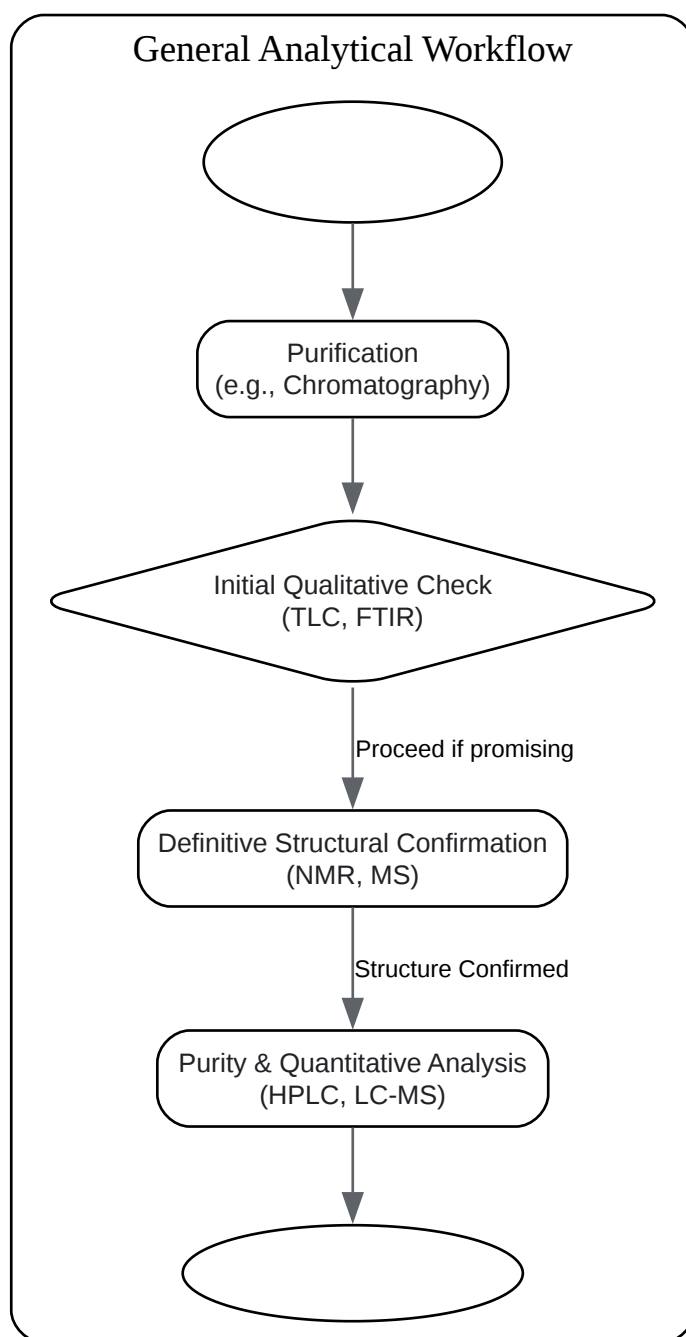 General Analytical Workflow
Purification
(e.g., Chromatography)
Initial Qualitative Check
(TLC, FTIR)
Proceed if promising
Definitive Structural Confirmation
(NMR, MS)
Structure Confirmed
Purity & Quantitative Analysis
(HPLC, LC-MS)